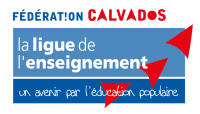 FÉDÉRATION CALVADOS
la ligue de
l'enseignement
un avenir par l'éducation populaire